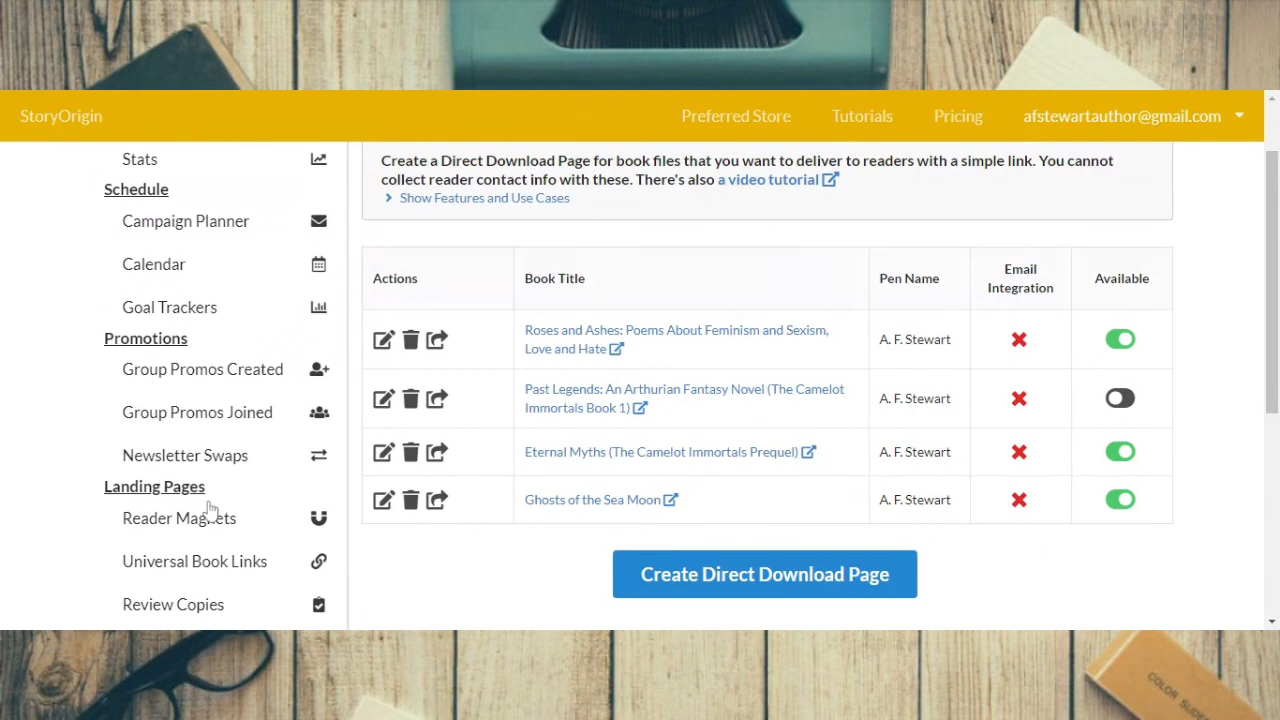 StoryOrigin
Preferred Store
Tutorials
Pricing
afstewartauthor@gmail.com
Stats
Schedule
Campaign Planner
Calendar
Goal Trackers
Promotions
Group Promos Created
Group Promos Joined
Newsletter Swaps
Landing Pages
Reader Magnets
Universal Book Links
Review Copies
Create a Direct Download Page for book files that you want to deliver to readers with a simple link. You cannot
collect reader contact info with these. There's also a video tutorial
Show Features and Use Cases
Actions
Book Title
Pen Name
Email
Integration
Available
Roses and Ashes: Poems About Feminism and Sexism,
Love and Hate
A. F. Stewart
Past Legends: An Arthurian Fantasy Novel (The Camelot
Immortals Book 1)
A. F. Stewart
Eternal Myths (The Camelot Immortals Prequel)
A. F. Stewart
Ghosts of the Sea Moon
A. F. Stewart
Create Direct Download Page